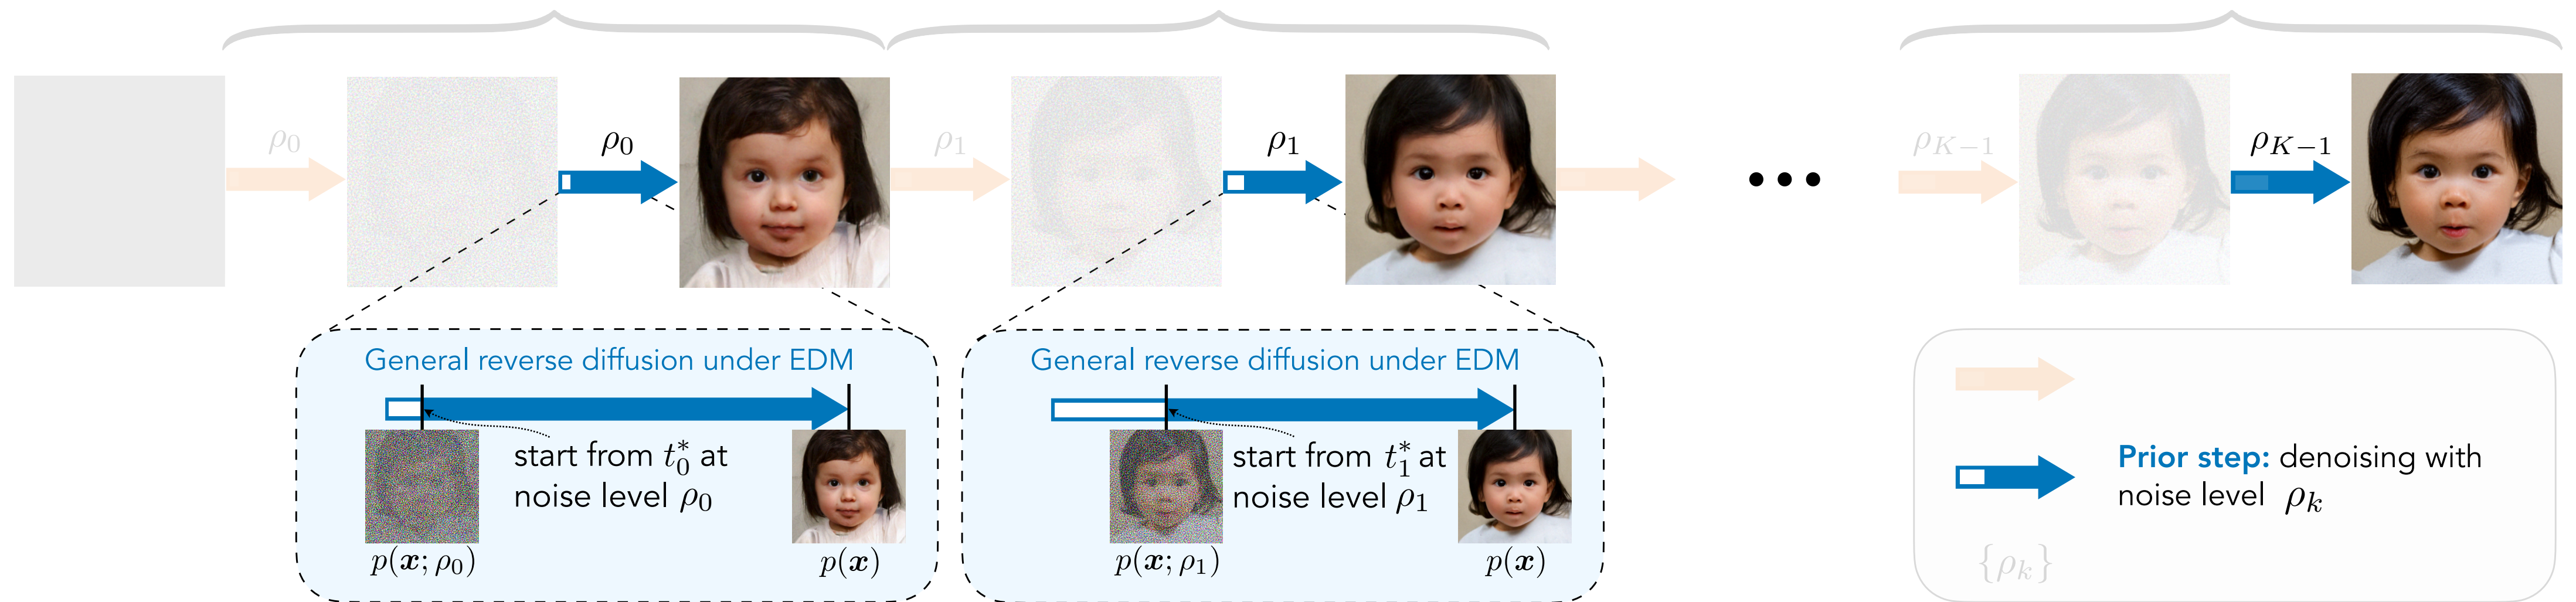 ρ₀ ρ₀ ρ₁ ρ₁ ρ_{K−1} ρ_{K−1}
General reverse diffusion under EDM
start from t₀* at
noise level ρ₀
p(x; ρ₀) p(x)
General reverse diffusion under EDM
start from t₁* at
noise level ρ₁
p(x; ρ₁) p(x)
Prior step: denoising with
noise level ρₖ
{ρₖ}